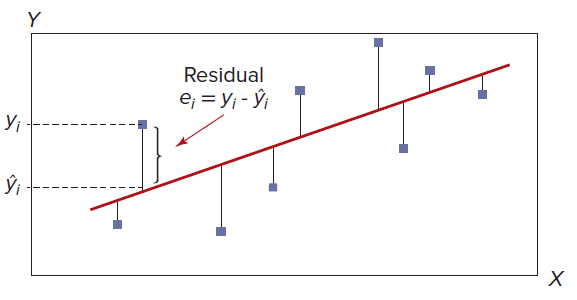 Y
Residual
eᵢ = yᵢ - ŷᵢ
yᵢ
ŷᵢ
X